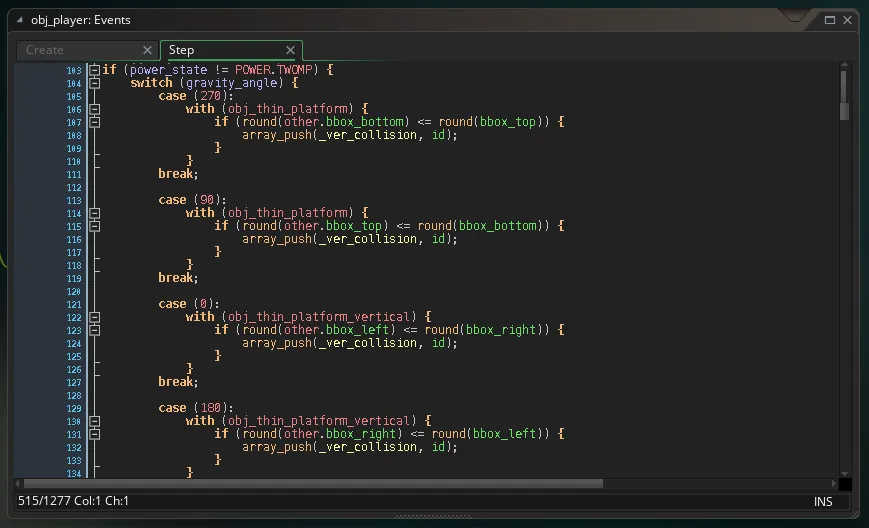 obj_player: Events
Create
Step
103 if (power_state != POWER.TWOMP) {
104 switch (gravity_angle) {
105 case (270):
106 with (obj_thin_platform) {
107 if (round(other.bbox_bottom) <= round(bbox_top)) {
108 array_push(_ver_collision, id);
109 }
110 }
111 break;
112
113 case (90):
114 with (obj_thin_platform) {
115 if (round(other.bbox_top) <= round(bbox_bottom)) {
116 array_push(_ver_collision, id);
117 }
118 }
119 break;
120
121 case (0):
122 with (obj_thin_platform_vertical) {
123 if (round(other.bbox_left) <= round(bbox_right)) {
124 array_push(_ver_collision, id);
125 }
126 }
127 break;
128
129 case (180):
130 with (obj_thin_platform_vertical) {
131 if (round(other.bbox_right) <= round(bbox_left)) {
132 array_push(_ver_collision, id);
133 }
134 }
515/1277 Col:1 Ch:1
INS